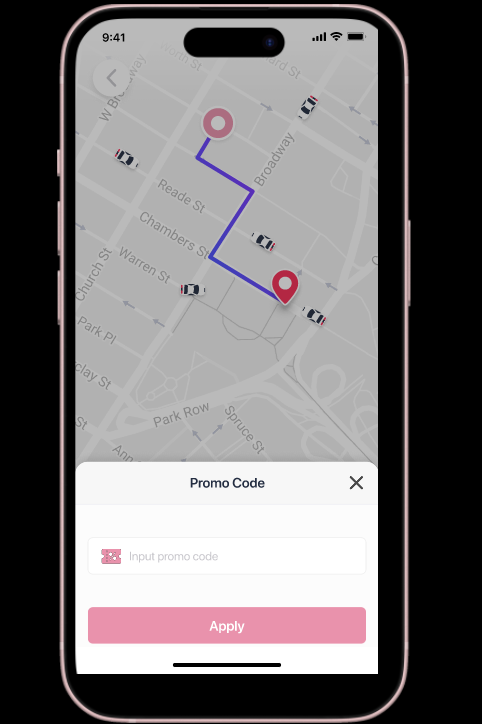 9:41
W Broadway
Broadway
Reade St
Chambers St
Warren St
Church St
Park Pl
Park Row
Spruce St
Promo Code
Input promo code
Apply